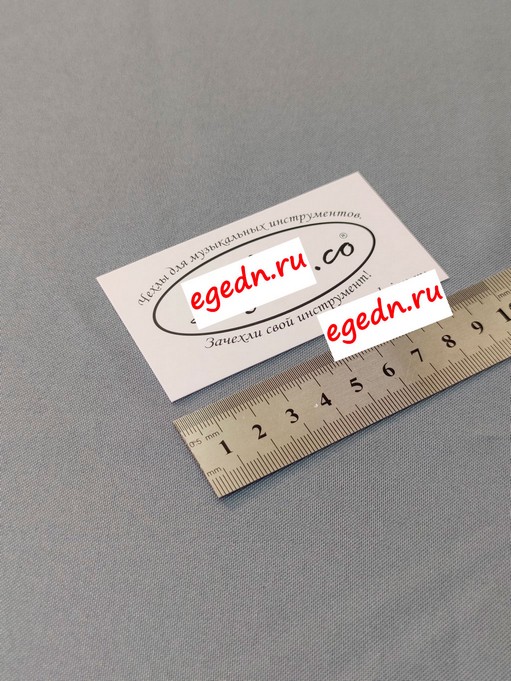 Чехлы для музыкальных инструментов.
egedn.ru
.co®
Зачехли свой инструмент!
egedn.ru
0.5 mm 1 2 3 4 5 6 7 8 9 10
mm